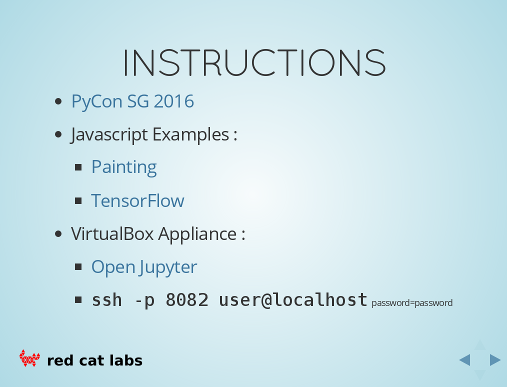 INSTRUCTIONS
PyCon SG 2016
Javascript Examples :
Painting
TensorFlow
VirtualBox Appliance :
Open Jupyter
ssh -p 8082 user@localhost password=password
red cat labs